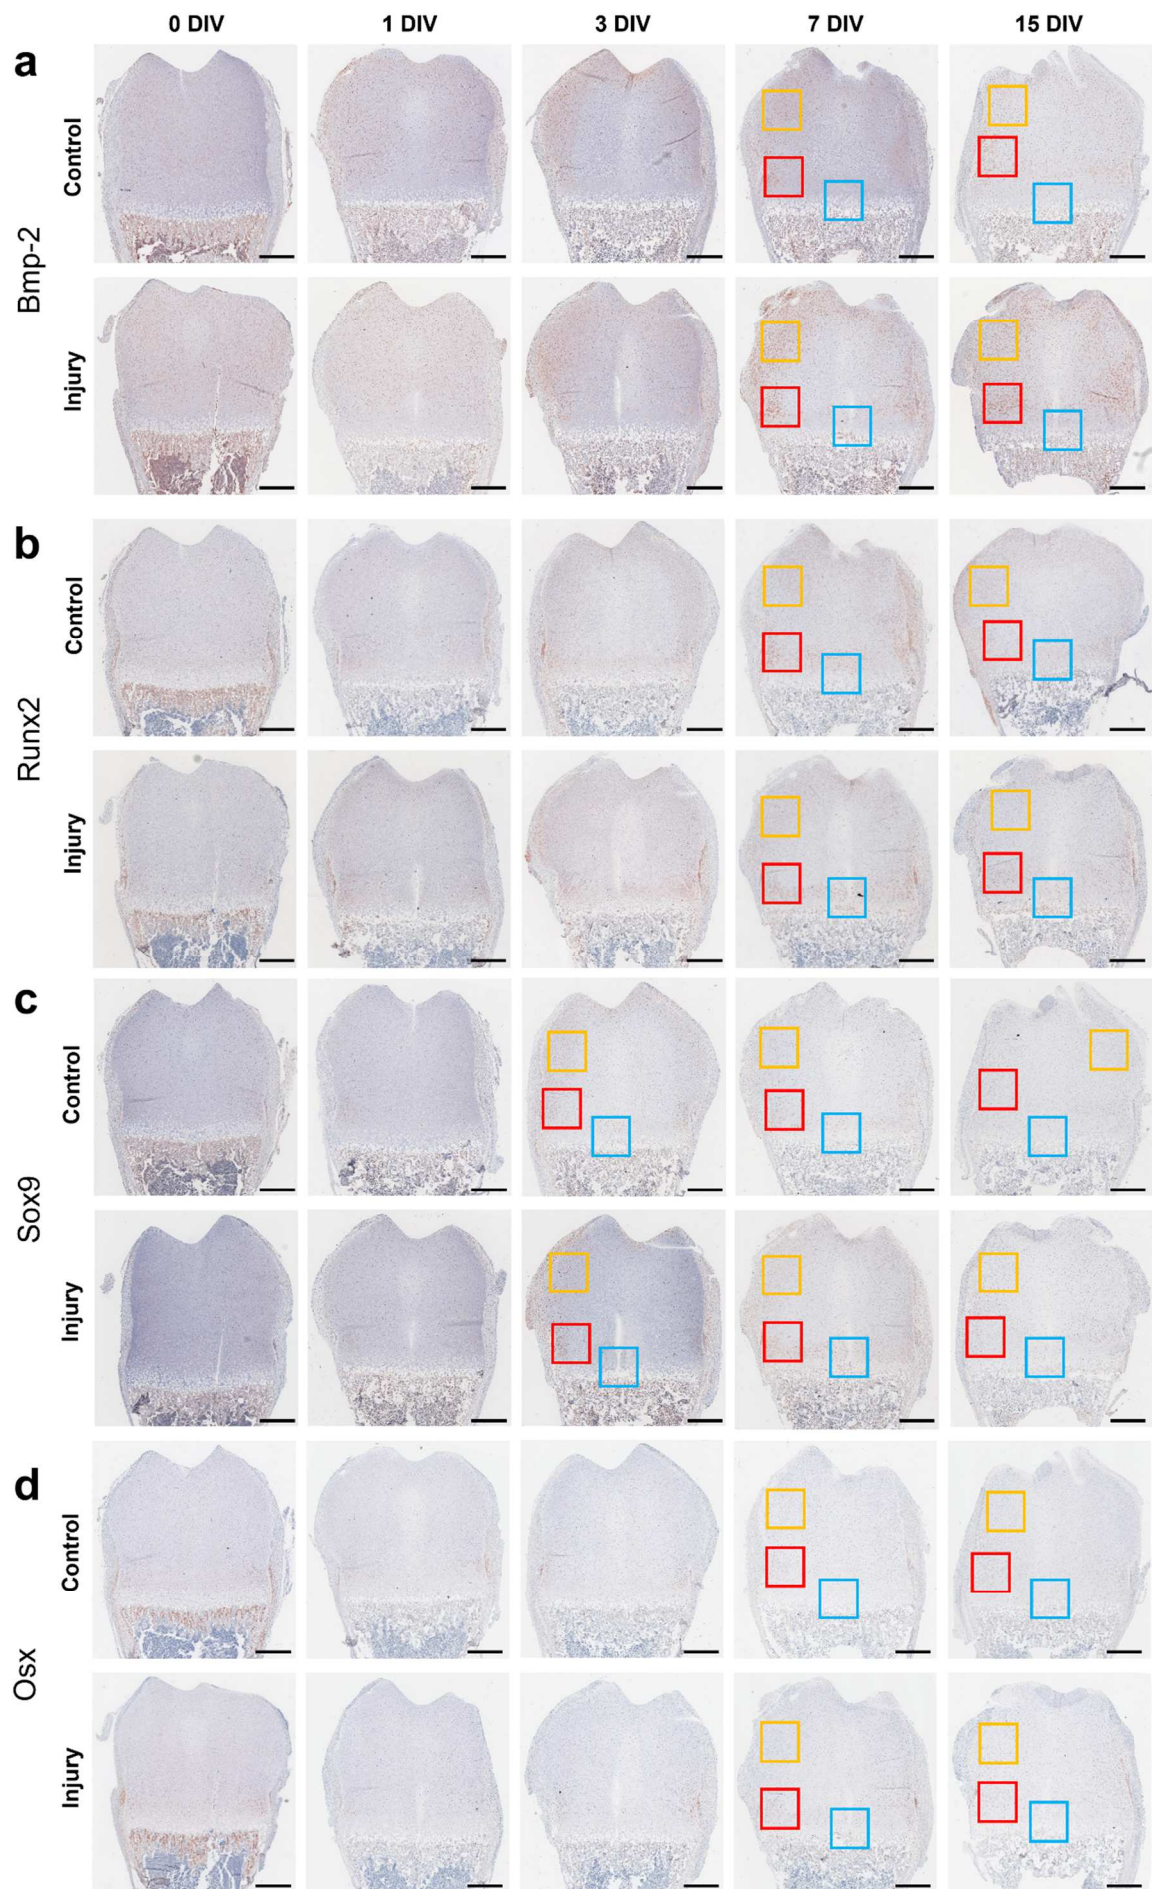 0 DIV 1 DIV 3 DIV 7 DIV 15 DIV
a
Bmp-2
Control
Injury
b
Runx2
Control
Injury
c
Sox9
Control
Injury
d
Osx
Control
Injury